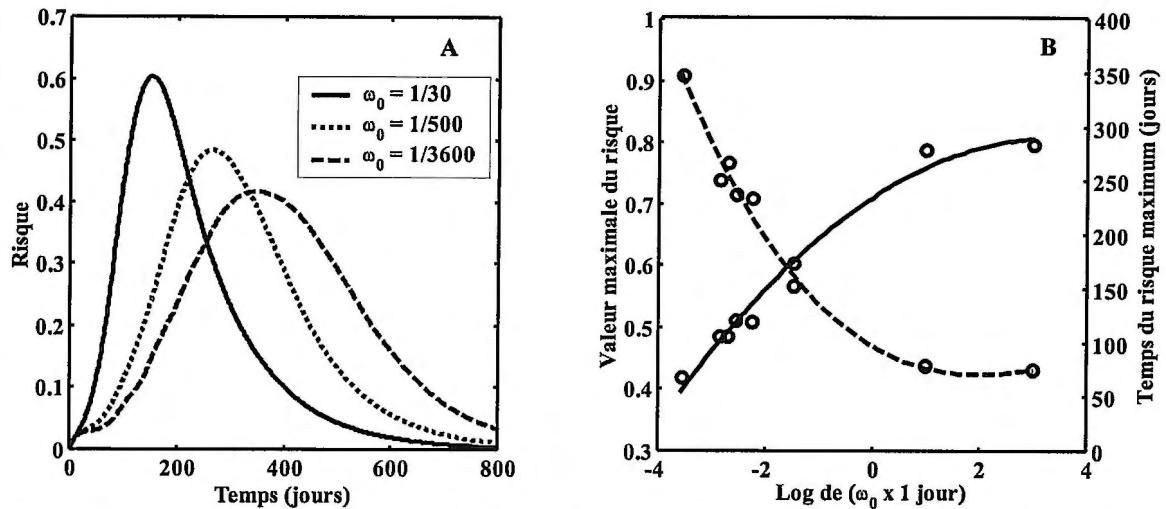 A
0.7
0.6
0.5
0.4
0.3
0.2
0.1
0
Risque
ω₀ = 1/30
ω₀ = 1/500
ω₀ = 1/3600
0 200 400 600 800
Temps (jours)
B
1
0.9
0.8
0.7
0.6
0.5
0.4
0.3
Valeur maximale du risque
400
350
300
250
200
150
100
50
0
Temps du risque maximum (jours)
-4 -2 0 2 4
Log de (ω₀ x 1 jour)